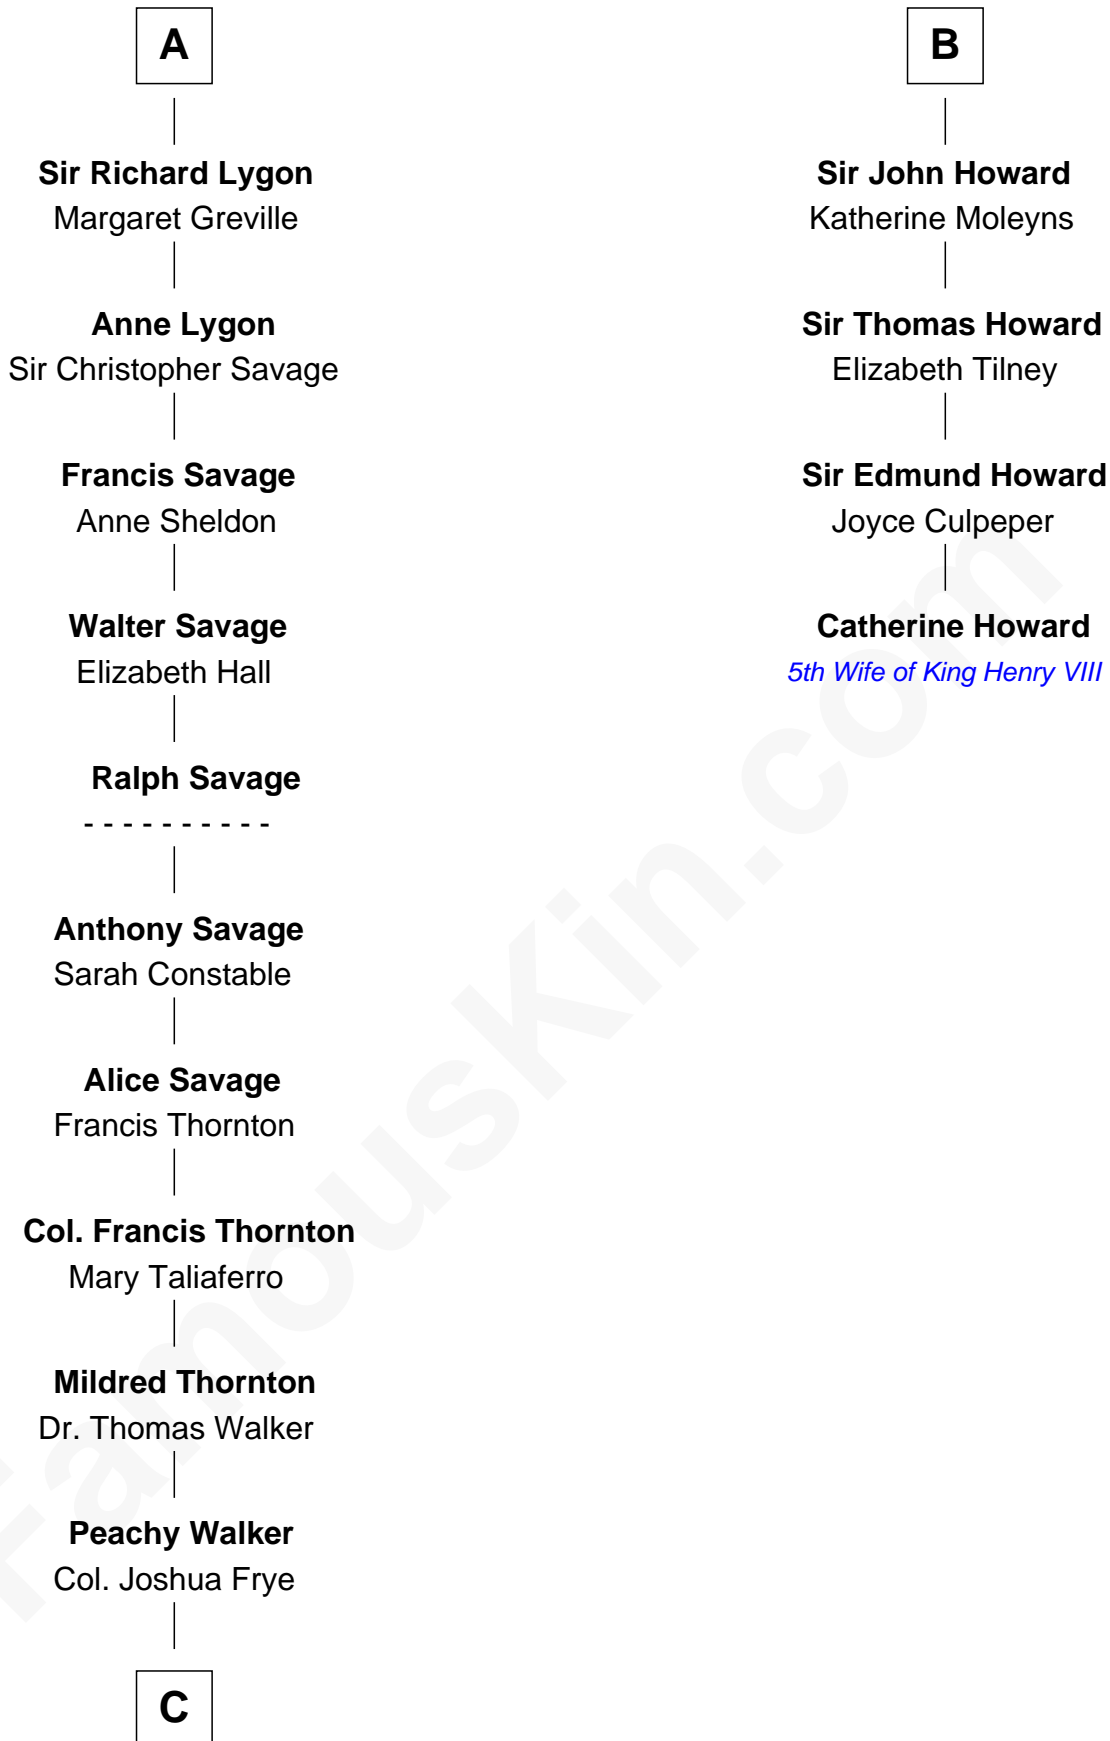 A
Sir Richard Lygon
Margaret Greville
Anne Lygon
Sir Christopher Savage
Francis Savage
Anne Sheldon
Walter Savage
Elizabeth Hall
Ralph Savage
- - - - - - - - - -
Anthony Savage
Sarah Constable
Alice Savage
Francis Thornton
Col. Francis Thornton
Mary Taliaferro
Mildred Thornton
Dr. Thomas Walker
Peachy Walker
Col. Joshua Frye
C
B
Sir John Howard
Katherine Moleyns
Sir Thomas Howard
Elizabeth Tilney
Sir Edmund Howard
Joyce Culpeper
Catherine Howard
5th Wife of King Henry VIII
FamousKin.com